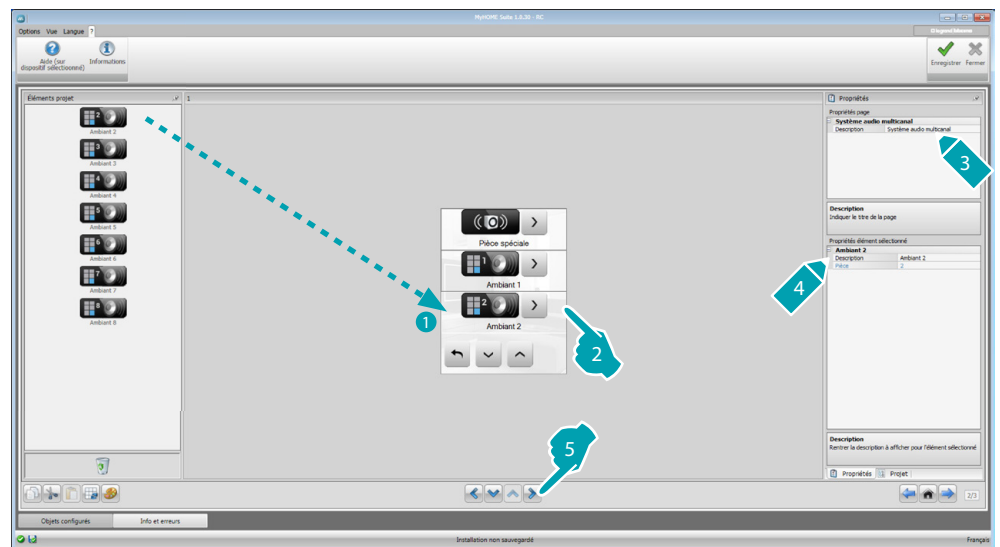 MyHOME Suite 1.0.30 - RC
Options Vue Langue ?
Aide (sur
dispositif sélectionné)
Informations
Enregistrer Fermer
Éléments projet
1
Propriétés
Ambiant 2
Ambiant 3
Ambiant 4
Ambiant 5
Ambiant 6
Ambiant 7
Ambiant 8
Pièce spéciale
Ambiant 1
Ambiant 2
1
2
3
4
5
Propriétés page
Système audio multicanal
Description Système audio multicanal
Description
Indiquer le titre de la page
Propriétés élément sélectionné
Ambiant 2
Description Ambiant 2
Pièce 2
Description
Rentrer la description à afficher pour l'élément sélectionné
Propriétés Projet
2/3
Objets configurés Info et erreurs
Installation non sauvegardé
Français